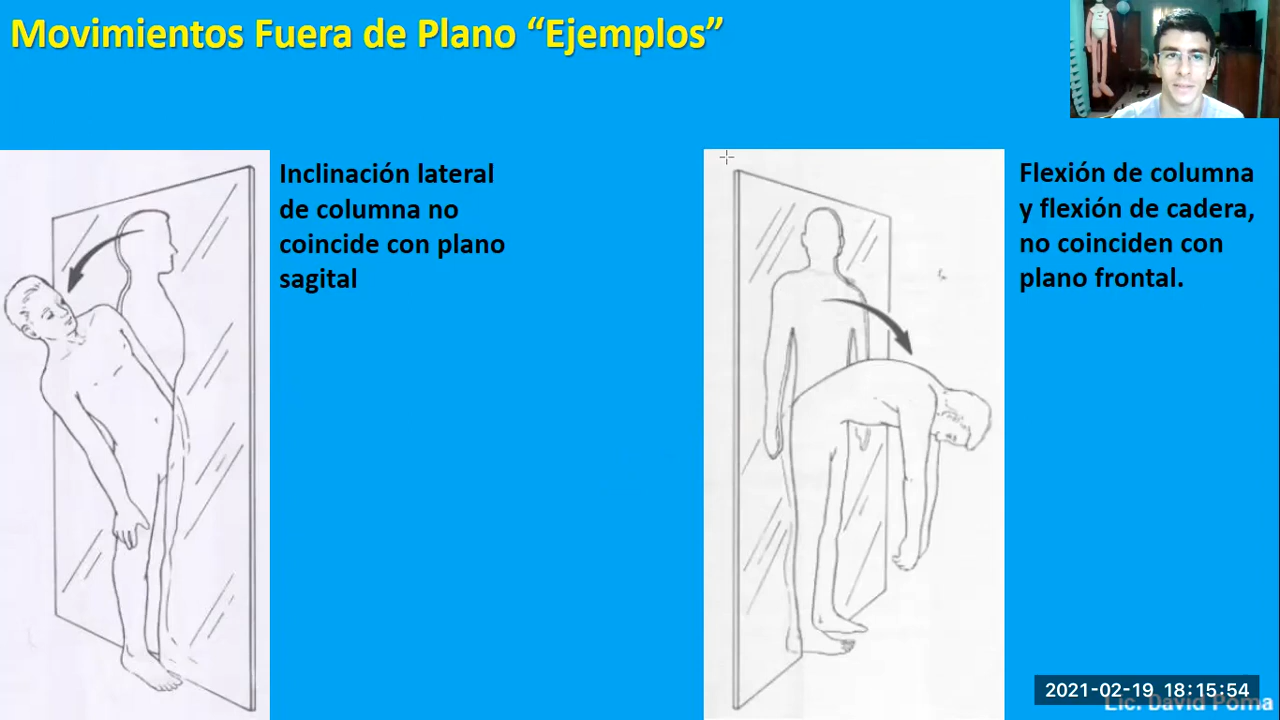 Movimientos Fuera de Plano “Ejemplos”
Inclinación lateral
de columna no
coincide con plano
sagital
Flexión de columna
y flexión de cadera,
no coinciden con
plano frontal.
2021-02-19 18:15:54
Lic. David Poma